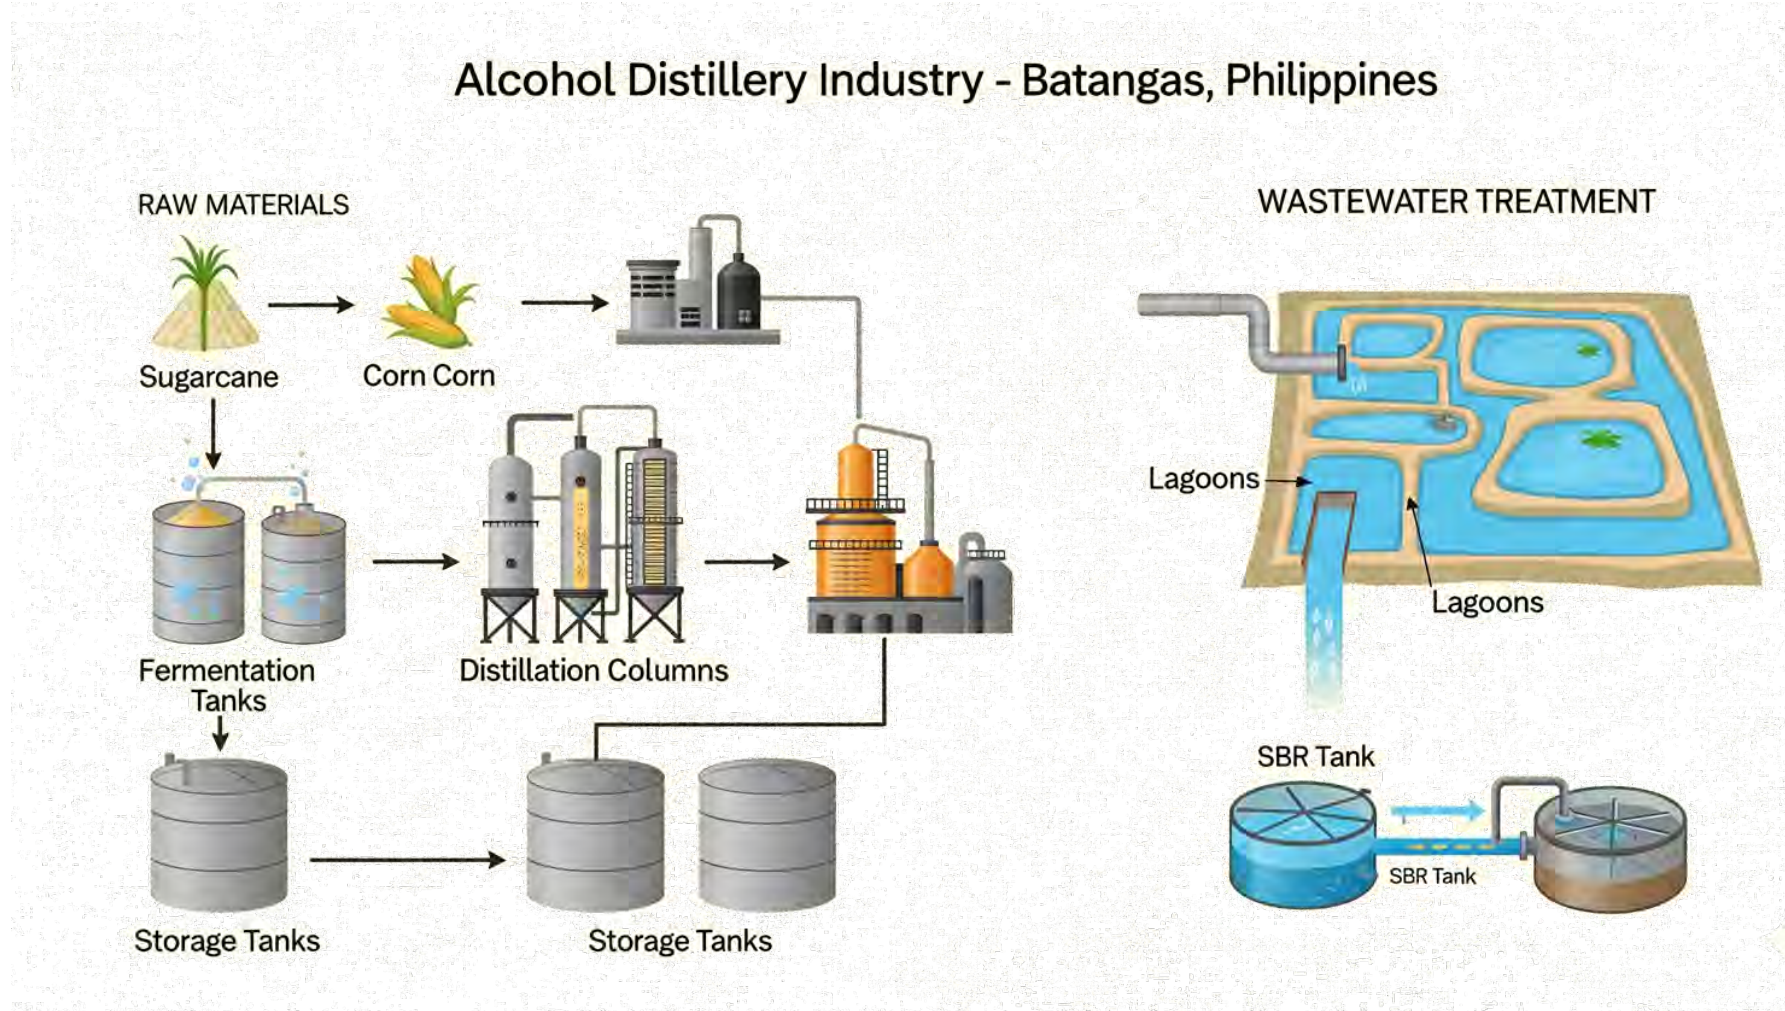 Alcohol Distillery Industry - Batangas, Philippines
RAW MATERIALS
Sugarcane
Corn Corn
Fermentation
Tanks
Distillation Columns
Storage Tanks
Storage Tanks
WASTEWATER TREATMENT
Lagoons
Lagoons
SBR Tank
SBR Tank